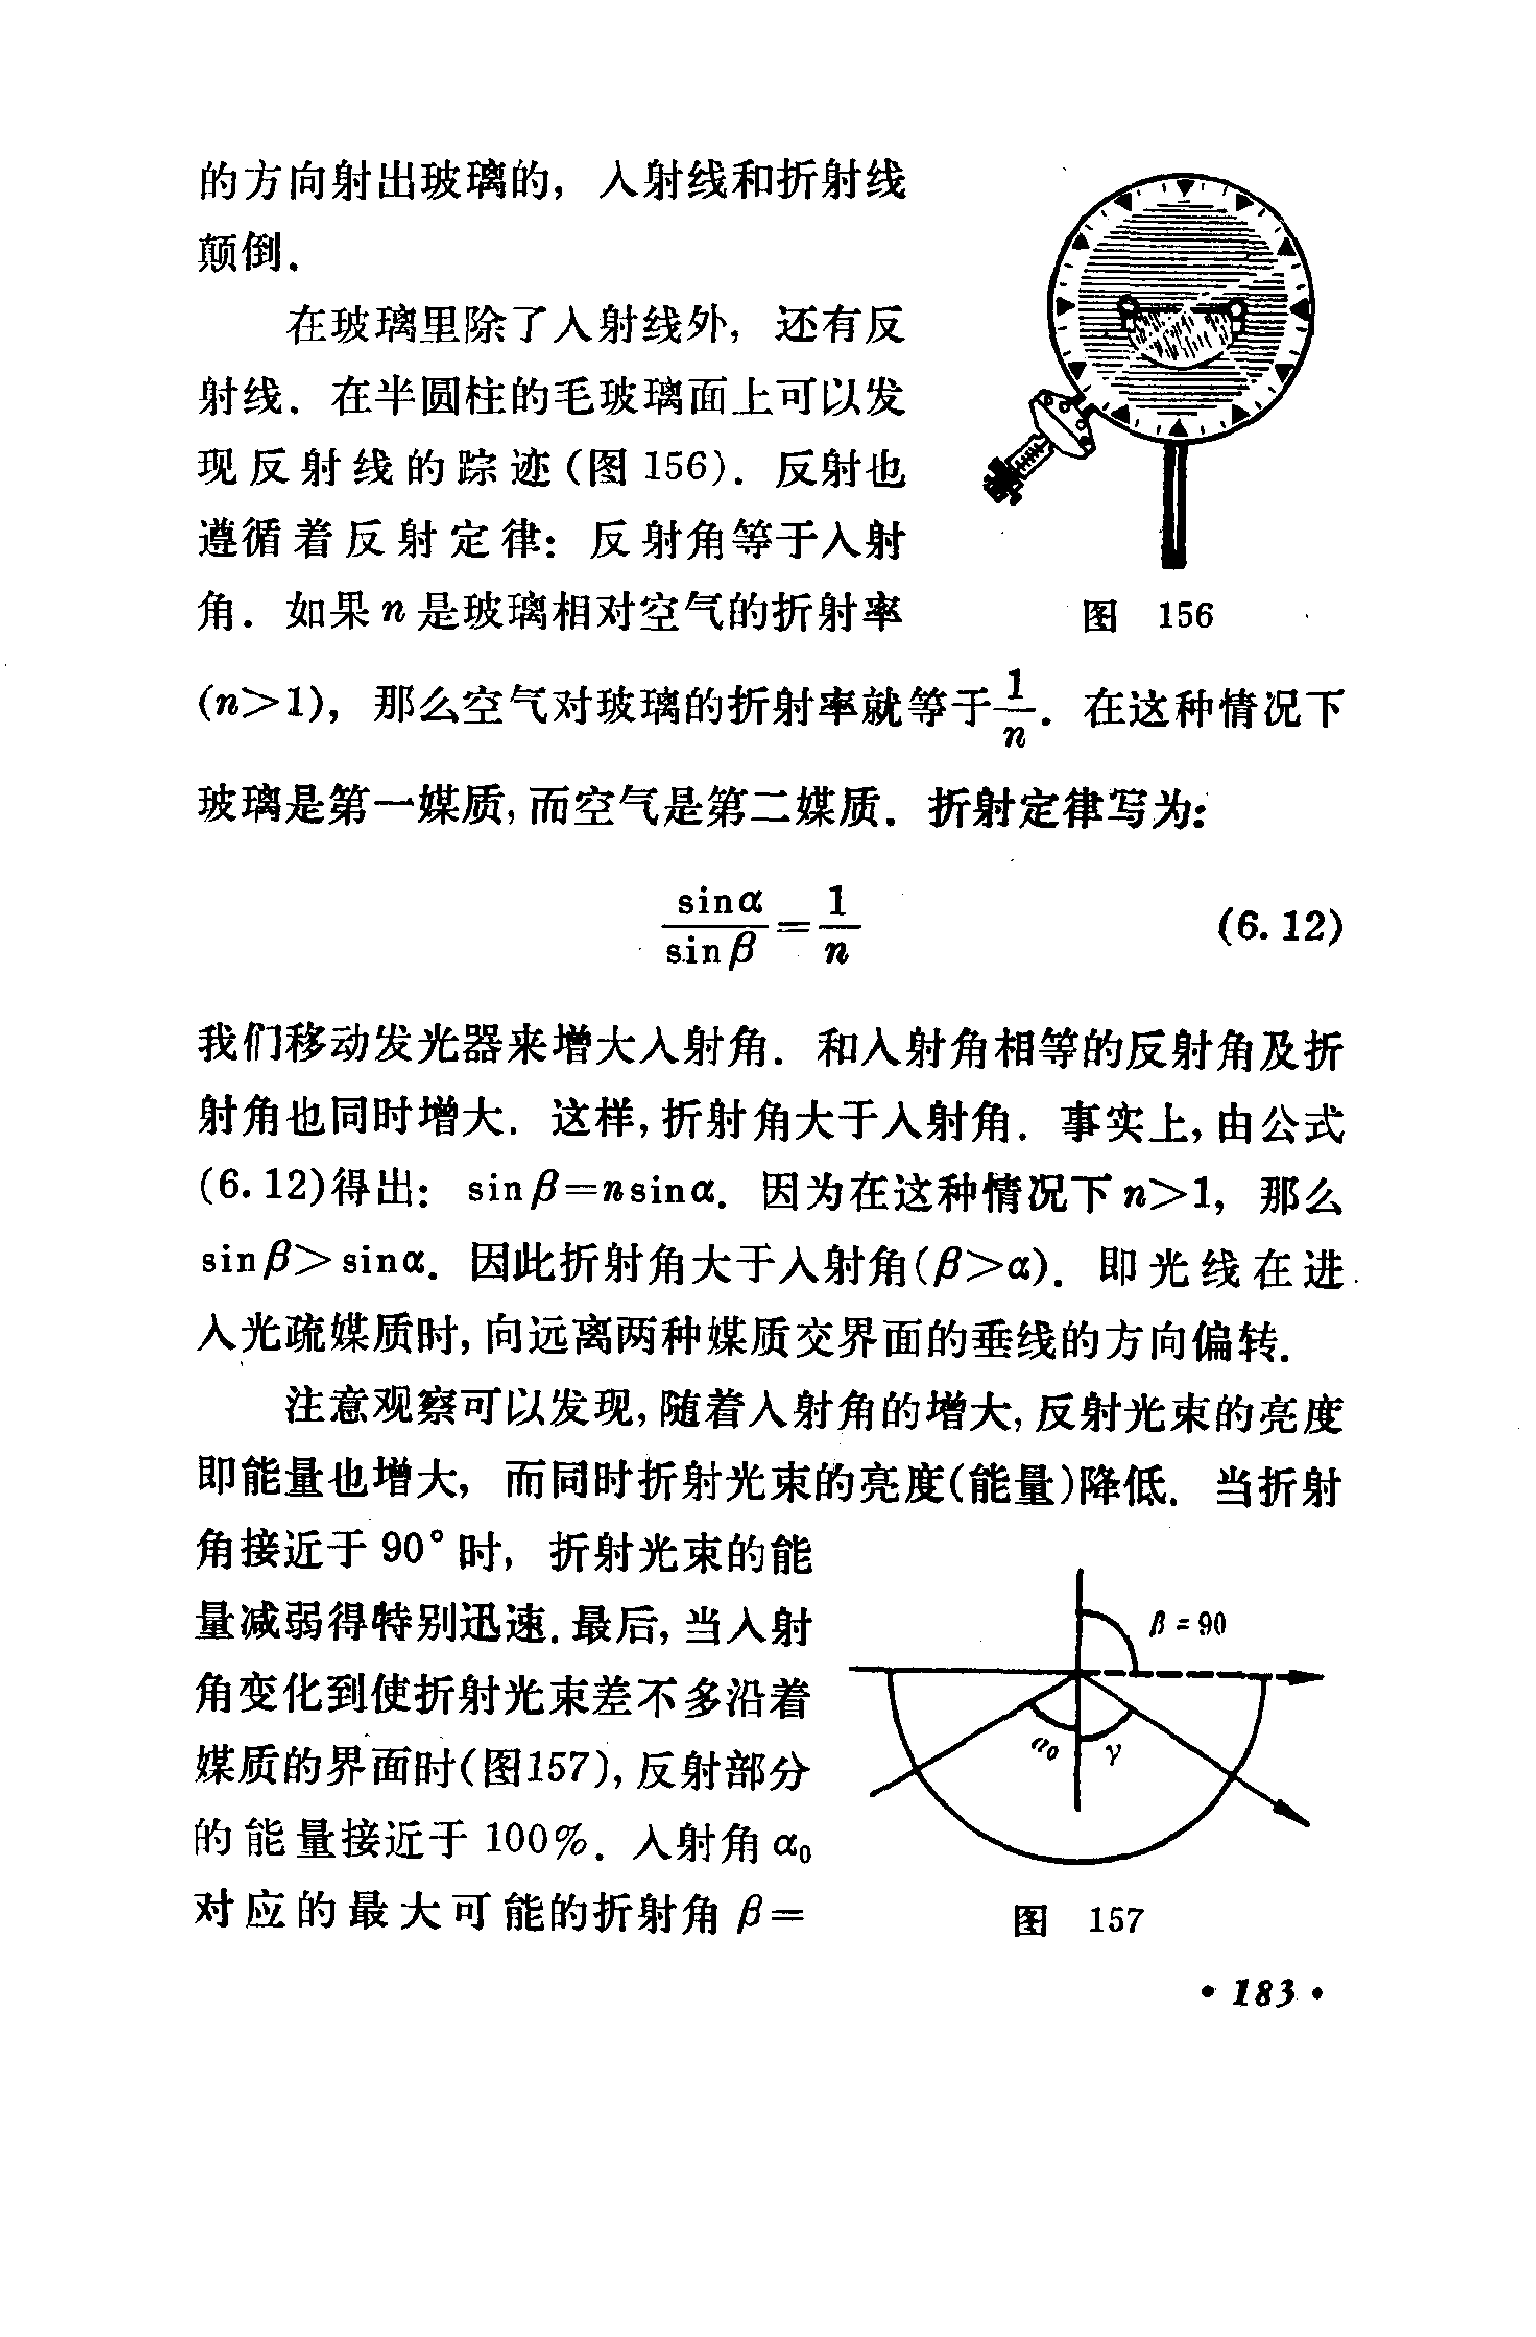 的方向射出玻璃的，入射线和折射线
颠倒．
在玻璃里除了入射线外，还有反
射线．在半圆柱的毛玻璃面上可以发
现反射线的踪迹(图156)．反射也
遵循着反射定律：反射角等于入射
角．如果n是玻璃相对空气的折射率
图 156
(n>1)，那么空气对玻璃的折射率就等于1/n．在这种情况下
玻璃是第一媒质，而空气是第二媒质．折射定律写为：
sinα/sinβ=1/n (6.12)
我们移动发光器来增大入射角．和入射角相等的反射角及折
射角也同时增大．这样，折射角大于入射角．事实上，由公式
(6.12)得出：sinβ=nsinα．因为在这种情况下n>1，那么
sinβ>sinα．因此折射角大于入射角(β>α)．即光线在进
入光疏媒质时，向远离两种媒质交界面的垂线的方向偏转．
注意观察可以发现，随着入射角的增大，反射光束的亮度
即能量也增大，而同时折射光束的亮度(能量)降低．当折射
角接近于90°时，折射光束的能
量减弱得特别迅速．最后，当入射
角变化到使折射光束差不多沿着
媒质的界面时(图157)，反射部分
的能量接近于100%．入射角α₀
对应的最大可能的折射角β=
β=90
α₀ γ
图 157
·183·